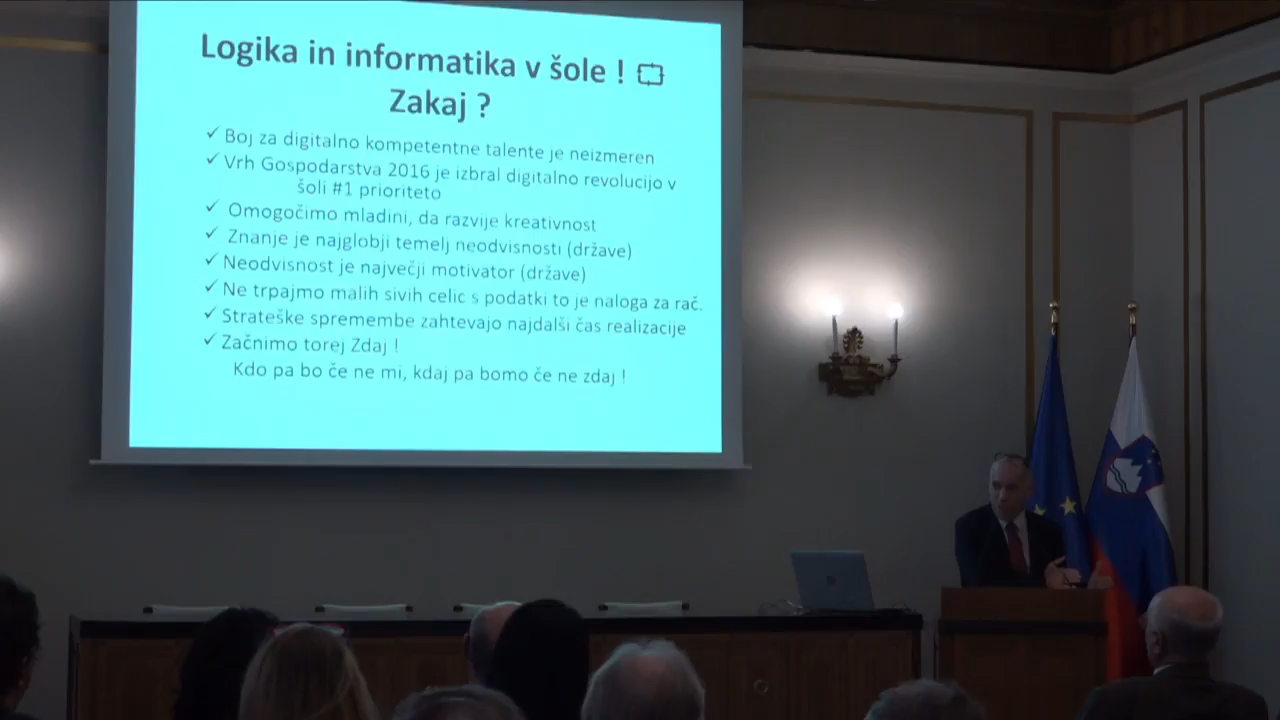 Logika in informatika v šole !
Zakaj ?
✓ Boj za digitalno kompetentne talente je neizmeren
✓ Vrh Gospodarstva 2016 je izbral digitalno revolucijo v
šoli #1 prioriteto
✓ Omogočimo mladini, da razvije kreativnost
✓ Znanje je najglobji temelj neodvisnosti (države)
✓ Neodvisnost je največji motivator (države)
✓ Ne trpajmo malih sivih celic s podatki to je naloga za rač.
✓ Strateške spremembe zahtevajo najdalši čas realizacije
✓ Začnimo torej Zdaj !
Kdo pa bo če ne mi, kdaj pa bomo če ne zdaj !